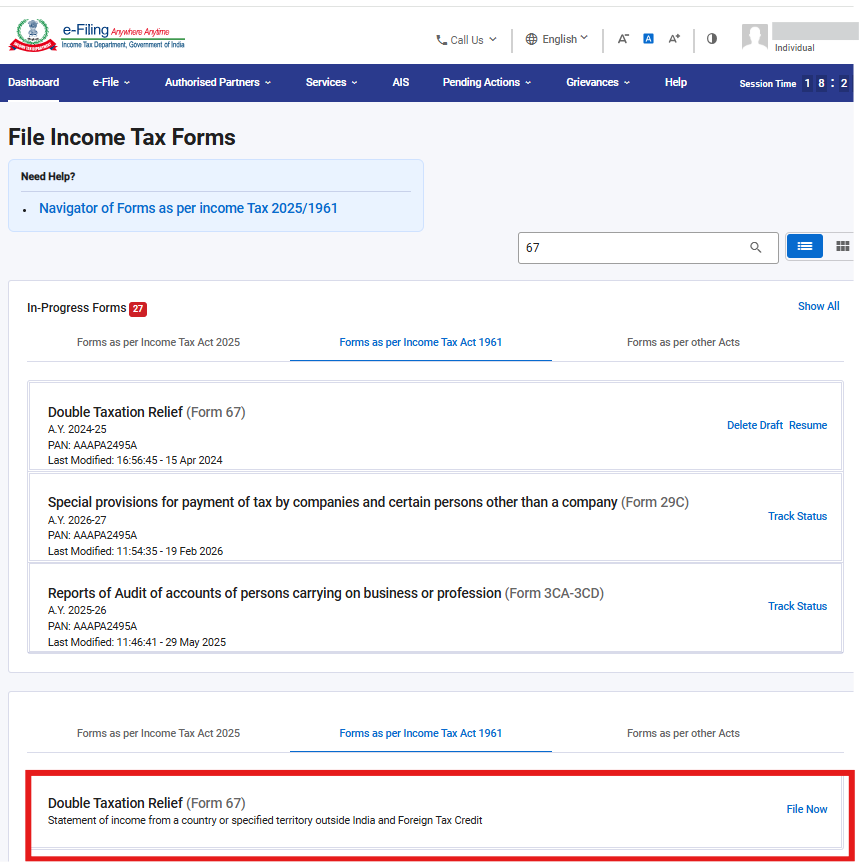 e-Filing Anywhere Anytime
Income Tax Department, Government of India
Call Us
English
A-
A
A+
Individual
Dashboard
e-File
Authorised Partners
Services
AIS
Pending Actions
Grievances
Help
Session Time 1 8 : 2
File Income Tax Forms
Need Help?
Navigator of Forms as per income Tax 2025/1961
67
In-Progress Forms 27
Show All
Forms as per Income Tax Act 2025
Forms as per Income Tax Act 1961
Forms as per other Acts
Double Taxation Relief (Form 67)
A.Y. 2024-25
PAN: AAAPA2495A
Last Modified: 16:56:45 - 15 Apr 2024
Delete Draft Resume
Special provisions for payment of tax by companies and certain persons other than a company (Form 29C)
A.Y. 2026-27
PAN: AAAPA2495A
Last Modified: 11:54:35 - 19 Feb 2026
Track Status
Reports of Audit of accounts of persons carrying on business or profession (Form 3CA-3CD)
A.Y. 2025-26
PAN: AAAPA2495A
Last Modified: 11:46:41 - 29 May 2025
Track Status
Forms as per Income Tax Act 2025
Forms as per Income Tax Act 1961
Forms as per other Acts
Double Taxation Relief (Form 67)
Statement of income from a country or specified territory outside India and Foreign Tax Credit
File Now